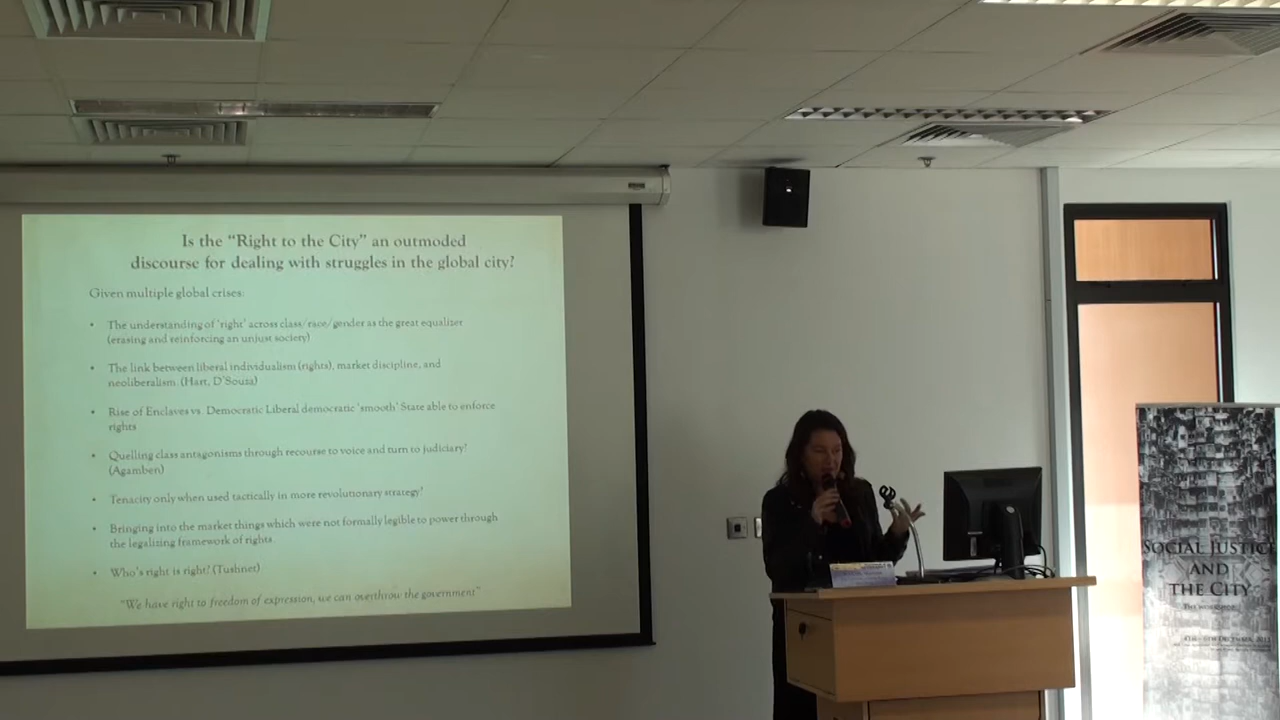 Is the “Right to the City” an outmoded
discourse for dealing with struggles in the global city?
Given multiple global crises:
• The understanding of ‘right’ across class/race/gender as the great equalizer
(erasing and reinforcing an unjust society)
• The link between liberal individualism (rights), market discipline, and
neoliberalism. (Hart, D’Souza)
• Rise of Enclaves vs. Democratic Liberal democratic ‘smooth’ State able to enforce
rights
• Quelling class antagonisms through recourse to voice and turn to judiciary?
(Agamben)
• Tenacity only when used tactically in more revolutionary strategy?
• Bringing into the market things which were not formally legible to power through
the legalizing framework of rights.
• Who’s right is right? (Tushnet)
“We have right to freedom of expression, we can overthrow the government”
SOCIAL JUSTICE
AND
THE CITY
THE WORKSHOP
DECEMBER, 2011